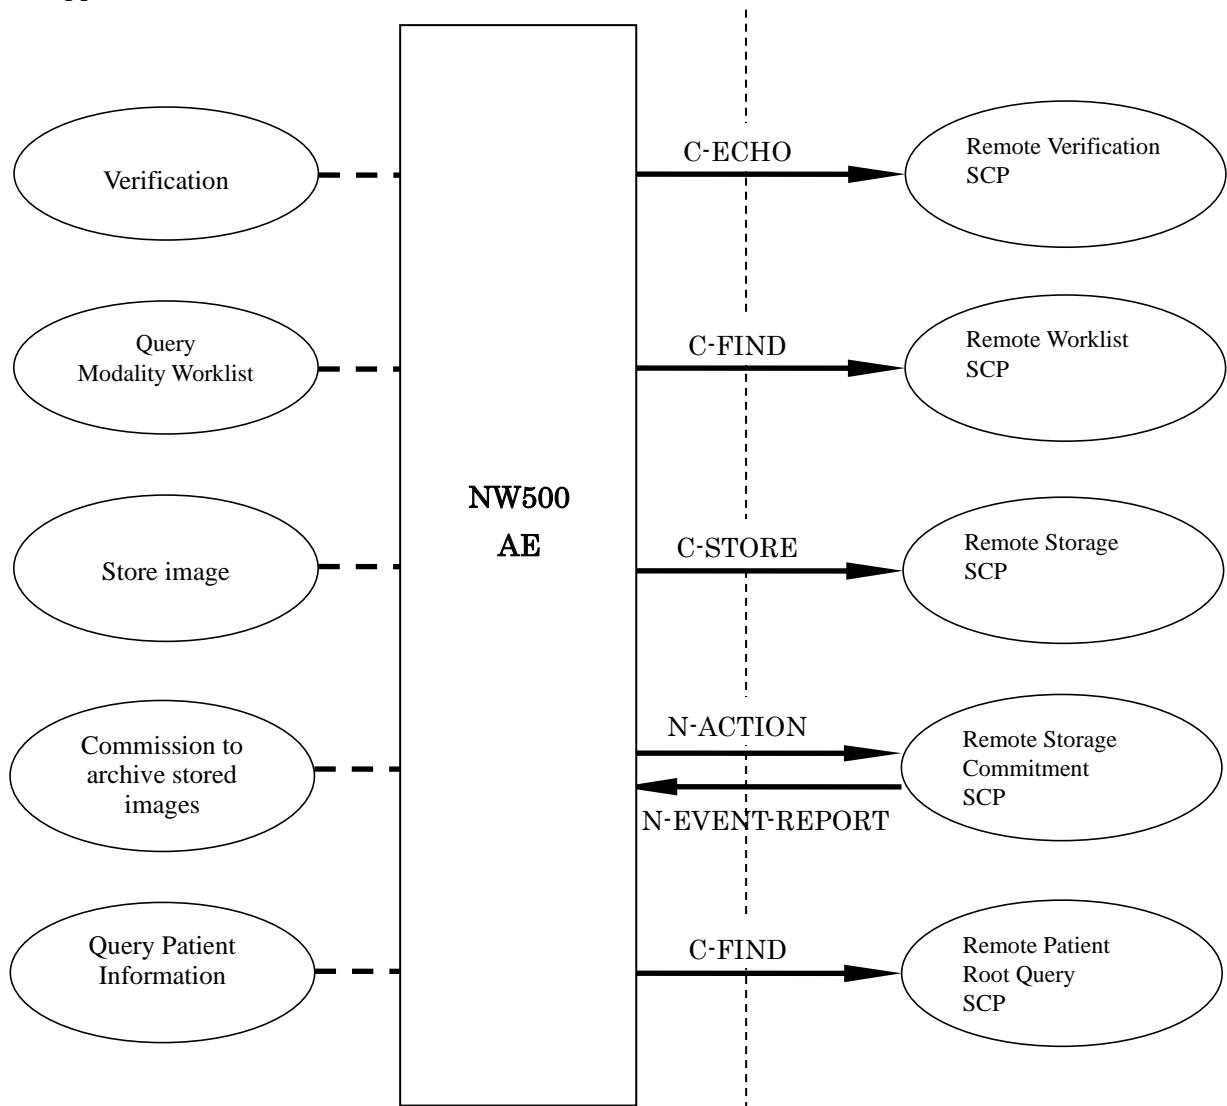 C-ECHO
Verification
Remote Verification
SCP
Query
Modality Worklist
C-FIND
Remote Worklist
SCP
NW500
AE
Store image
C-STORE
Remote Storage
SCP
Commission to
archive stored
images
N-ACTION
N-EVENT-REPORT
Remote Storage
Commitment
SCP
Query Patient
Information
C-FIND
Remote Patient
Root Query
SCP